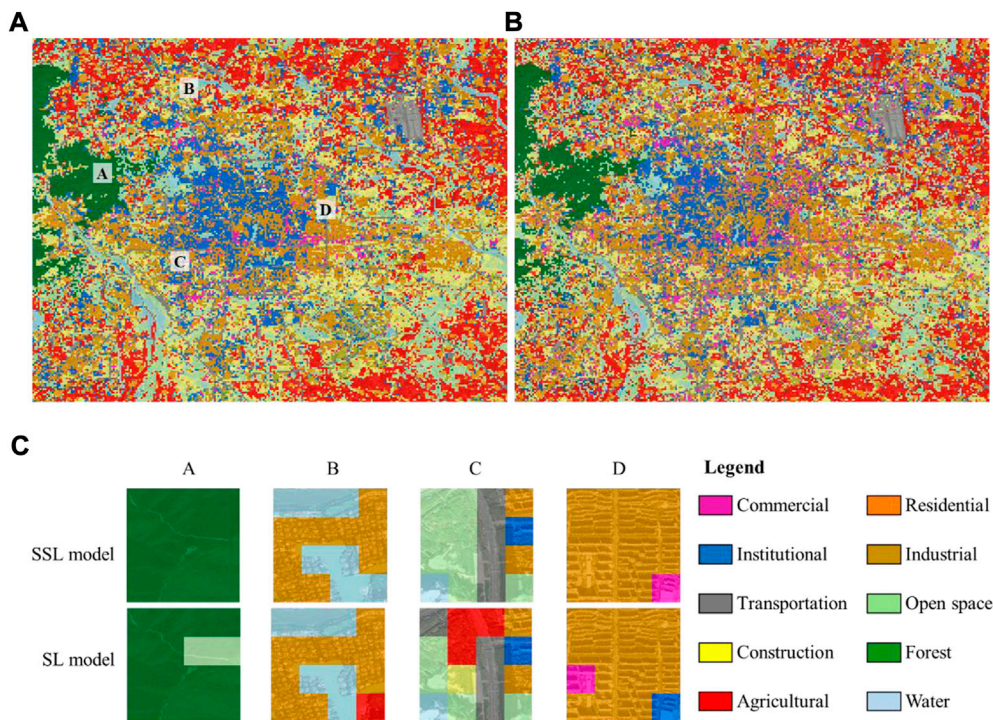 A B
B
A
D
C
C
A B C D Legend
SSL model
Commercial Residential
Institutional Industrial
Transportation Open space
SL model
Construction Forest
Agricultural Water